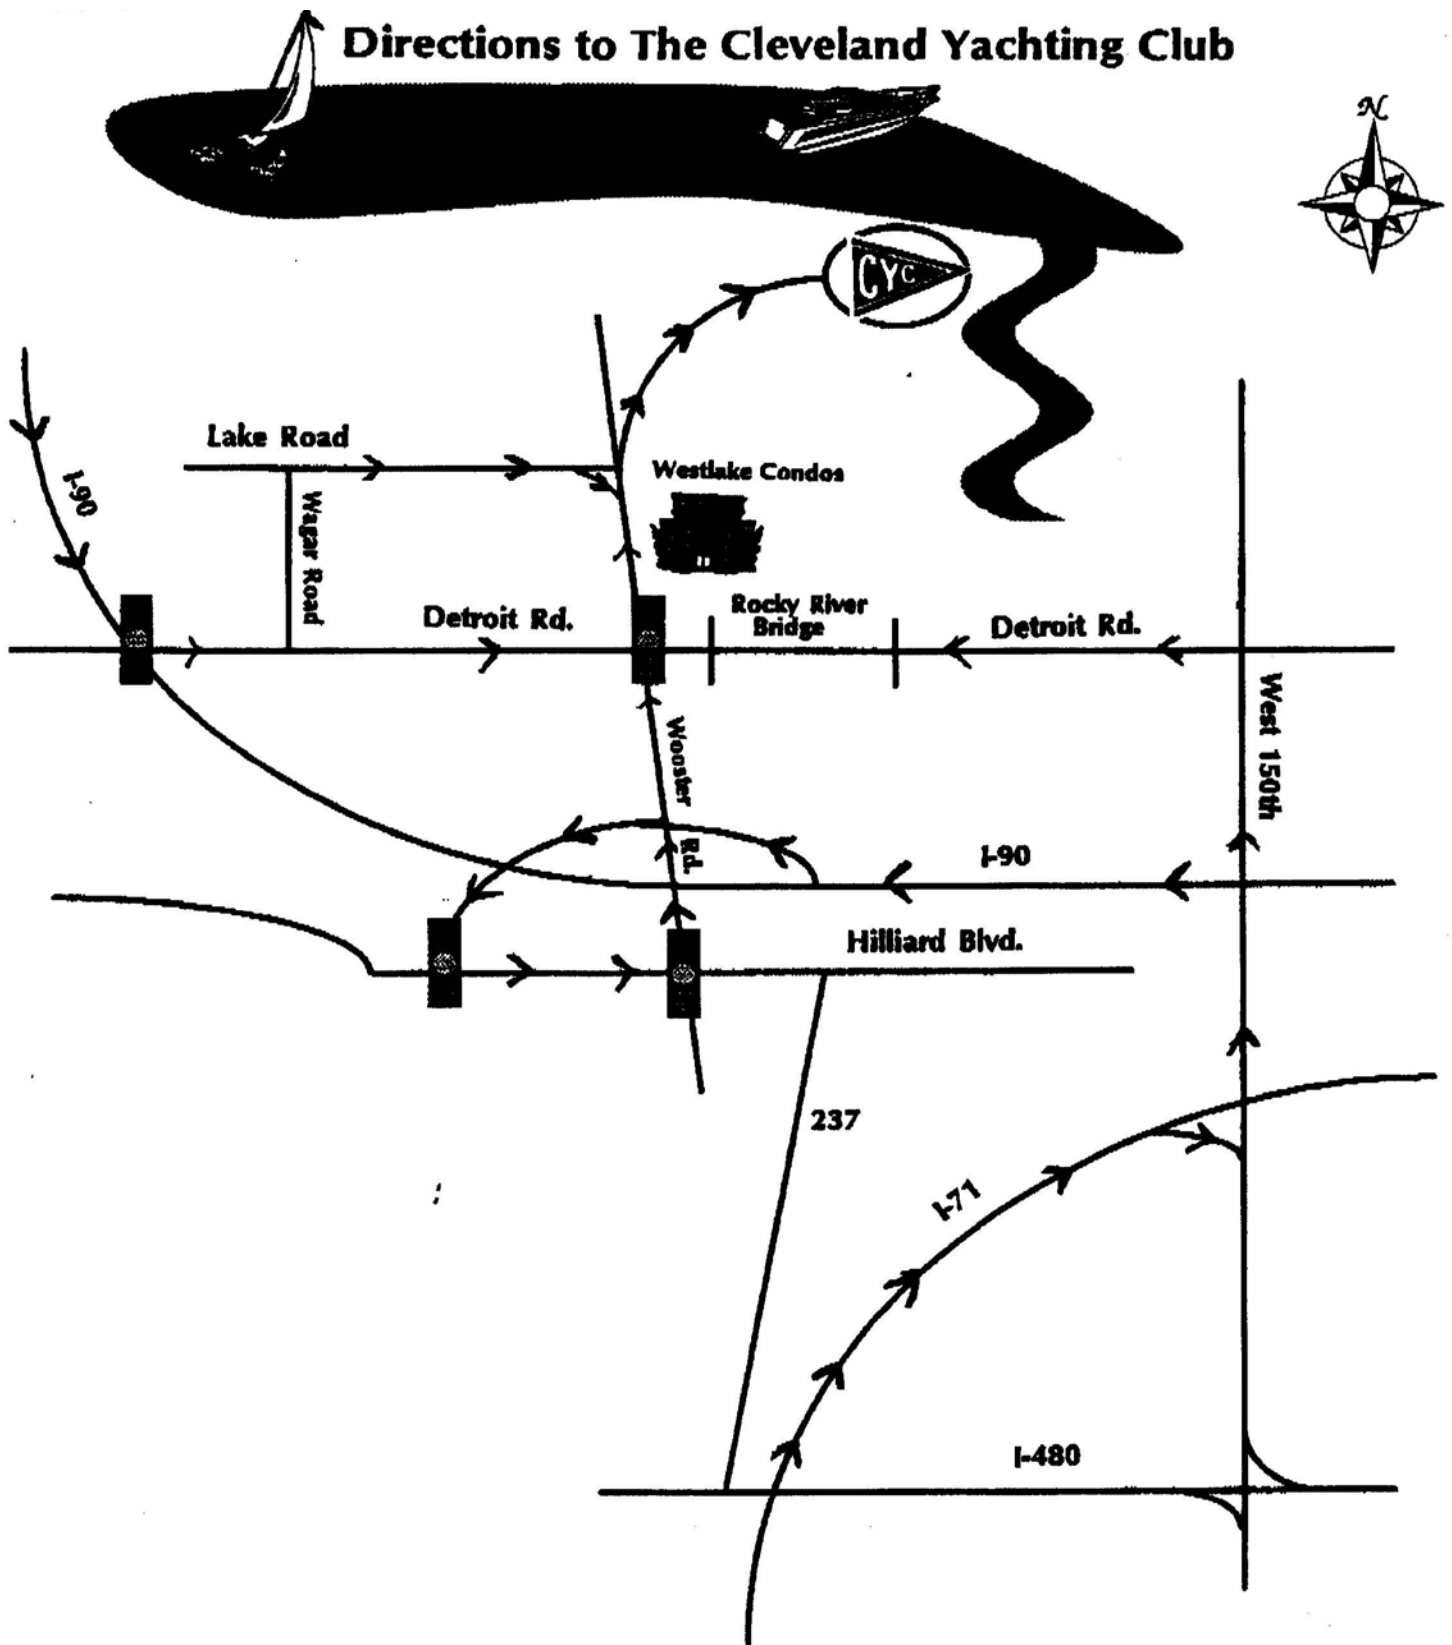 Directions to The Cleveland Yachting Club
N
CYC
Lake Road
I-90
Wagar Road
Westlake Condos
Detroit Rd.
Rocky River
Bridge
Detroit Rd.
Wooster Rd.
West 150th
I-90
Hilliard Blvd.
237
I-71
I-480